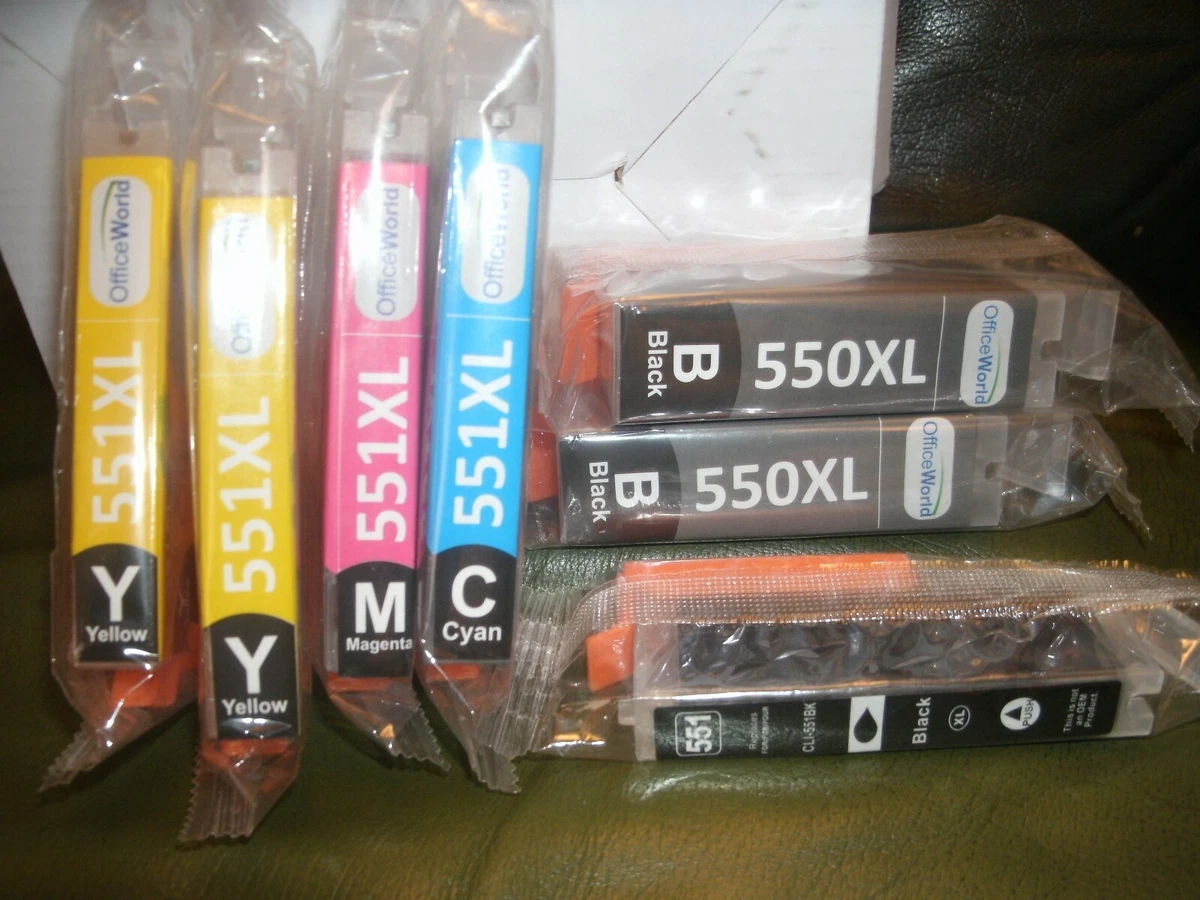 OfficeWorld
551XL
Y
Yellow
551XL
Y
Yellow
OfficeWorld
551XL
M
Magenta
OfficeWorld
551XL
C
Cyan
B
Black
550XL
OfficeWorld
B
Black
550XL
OfficeWorld
551
CLI-551BK
Black
XL
PUSH
This is not
an OEM
Product.